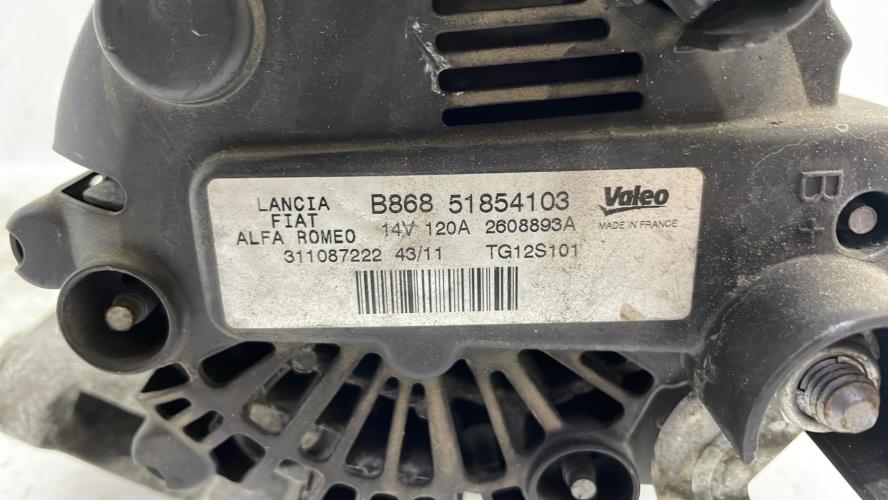 LANCIA
FIAT
ALFA ROMEO
B868 51854103
14V 120A 2608893A
311087222 43/11 TG12S101
Valeo
MADE IN FRANCE
B+